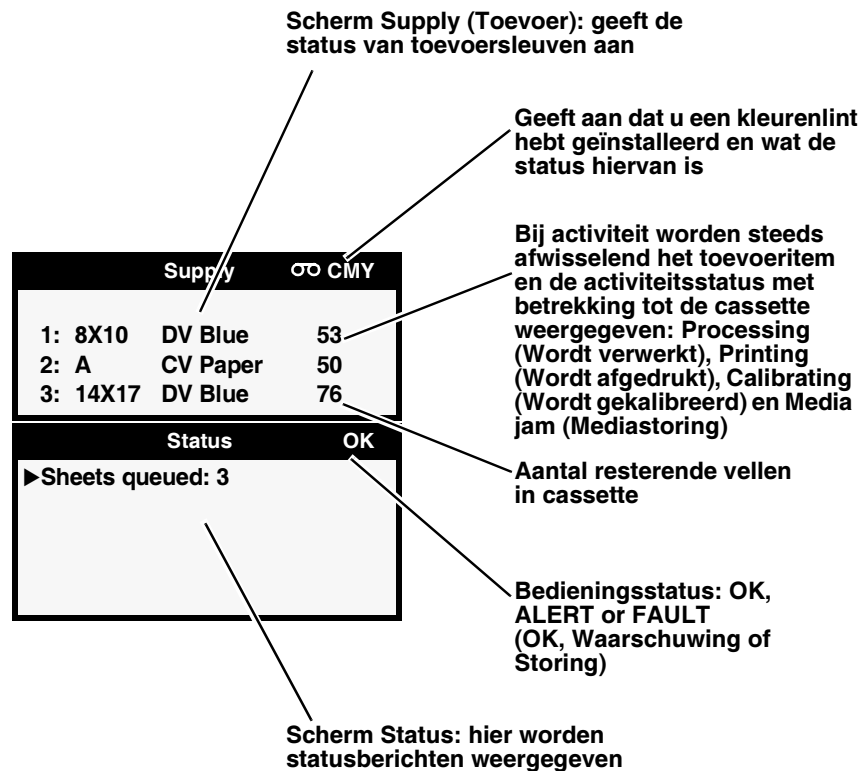 Scherm Supply (Toevoer): geeft de
status van toevoersleuven aan
Geeft aan dat u een kleurenlint
hebt geïnstalleerd en wat de
status hiervan is
Bij activiteit worden steeds
afwisselend het toevoeritem
en de activiteitsstatus met
betrekking tot de cassette
weergegeven: Processing
(Wordt verwerkt), Printing
(Wordt afgedrukt), Calibrating
(Wordt gekalibreerd) en Media
jam (Mediastoring)
Supply CMY
1: 8X10 DV Blue 53
2: A CV Paper 50
3: 14X17 DV Blue 76
Status OK
▶Sheets queued: 3
Aantal resterende vellen
in cassette
Bedieningsstatus: OK,
ALERT or FAULT
(OK, Waarschuwing of
Storing)
Scherm Status: hier worden
statusberichten weergegeven